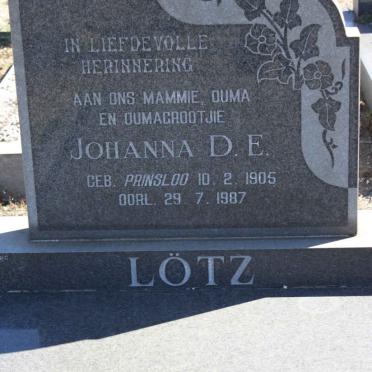 IN LIEFDEVOLLE
HERINNERING
AAN ONS MAMMIE, OUMA
EN OUMAGROOTJIE
JOHANNA D. E.
GEB. PRINSLOO 10. 2. 1905
OORL. 29. 7. 1987
LÖTZ